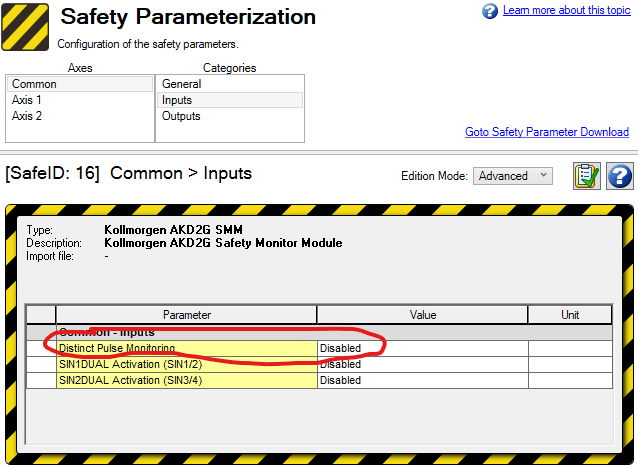 Safety Parameterization
Learn more about this topic
Configuration of the safety parameters.
Axes
Categories
Common
Axis 1
Axis 2
General
Inputs
Outputs
Goto Safety Parameter Download
[SafeID: 16] Common > Inputs
Edition Mode: Advanced
Type: Kollmorgen AKD2G SMM
Description: Kollmorgen AKD2G Safety Monitor Module
Import file: -
Parameter Value Unit
Common - Inputs
Distinct Pulse Monitoring Disabled
SIN1DUAL Activation (SIN1/2) Disabled
SIN2DUAL Activation (SIN3/4) Disabled